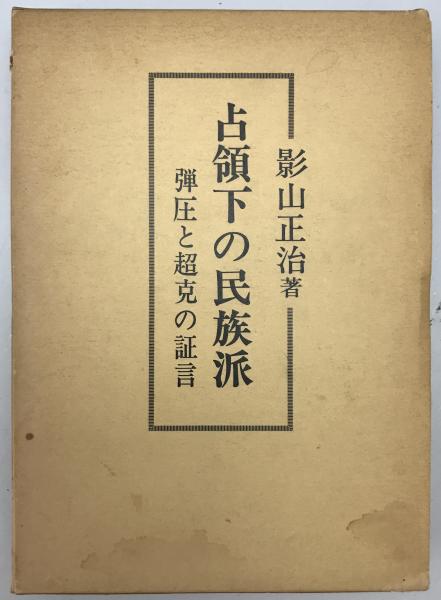 影山正治著
占領下の民族派
弾圧と超克の証言